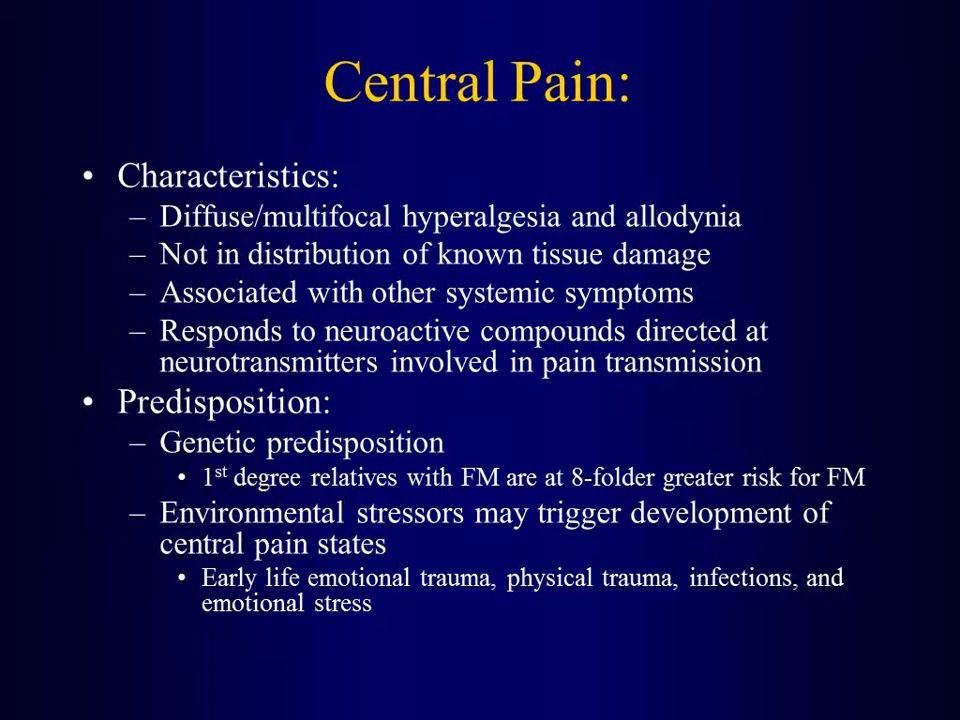 Central Pain:
• Characteristics:
– Diffuse/multifocal hyperalgesia and allodynia
– Not in distribution of known tissue damage
– Associated with other systemic symptoms
– Responds to neuroactive compounds directed at
neurotransmitters involved in pain transmission
• Predisposition:
– Genetic predisposition
• 1st degree relatives with FM are at 8-folder greater risk for FM
– Environmental stressors may trigger development of
central pain states
• Early life emotional trauma, physical trauma, infections, and
emotional stress